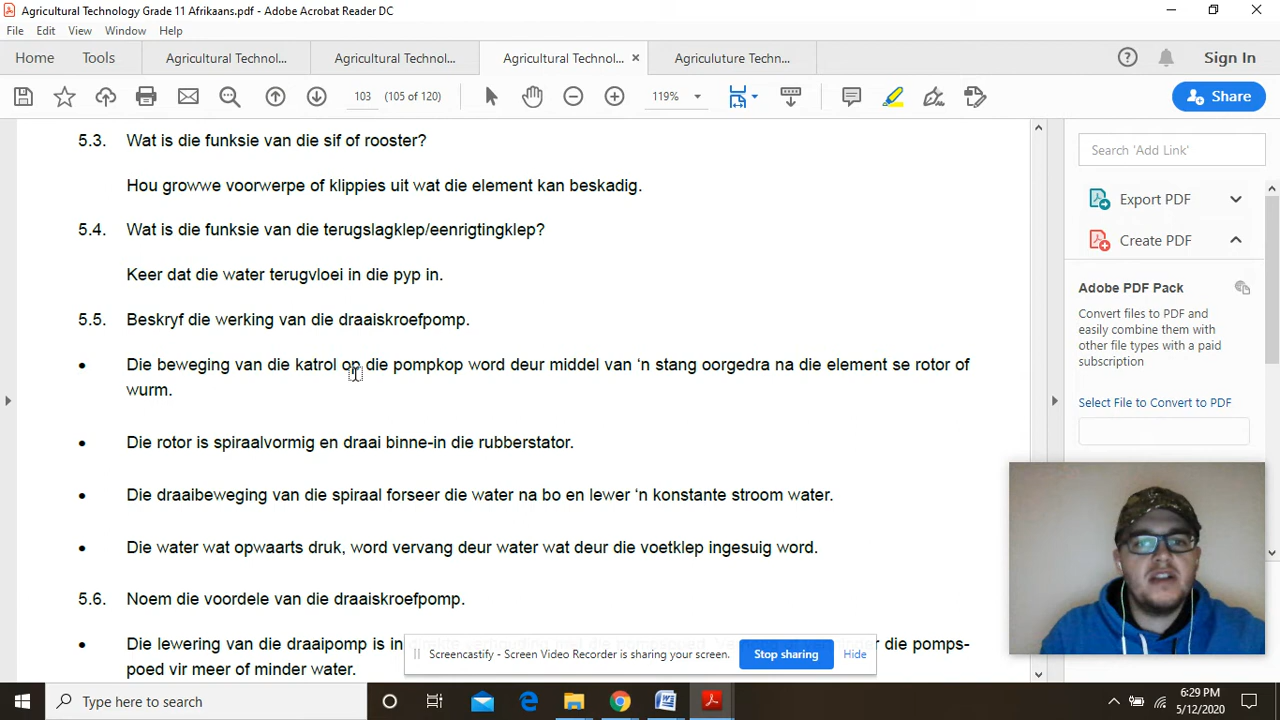 Agricultural Technology Grade 11 Afrikaans.pdf - Adobe Acrobat Reader DC
File Edit View Window Help
Home Tools Agricultural Technol... Agricultural Technol... Agricultural Technol... Agriculuture Techn... Sign In
103 (105 of 120) 119% Share
5.3. Wat is die funksie van die sif of rooster?
Hou growwe voorwerpe of klippies uit wat die element kan beskadig.
5.4. Wat is die funksie van die terugslagklep/eenrigtingklep?
Keer dat die water terugvloei in die pyp in.
5.5. Beskryf die werking van die draaiskroefpomp.
• Die beweging van die katrol op die pompkop word deur middel van ‘n stang oorgedra na die element se rotor of
wurm.
• Die rotor is spiraalvormig en draai binne-in die rubberstator.
• Die draaibeweging van die spiraal forseer die water na bo en lewer ‘n konstante stroom water.
• Die water wat opwaarts druk, word vervang deur water wat deur die voetklep ingesuig word.
5.6. Noem die voordele van die draaiskroefpomp.
• Die lewering van die draaipomp is in die pomps-
poed vir meer of minder water.
Search 'Add Link'
Export PDF
Create PDF
Adobe PDF Pack
Convert files to PDF and
easily combine them with
other file types with a paid
subscription
Select File to Convert to PDF
Screencastify - Screen Video Recorder is sharing your screen. Stop sharing Hide
Type here to search
6:29 PM
5/12/2020